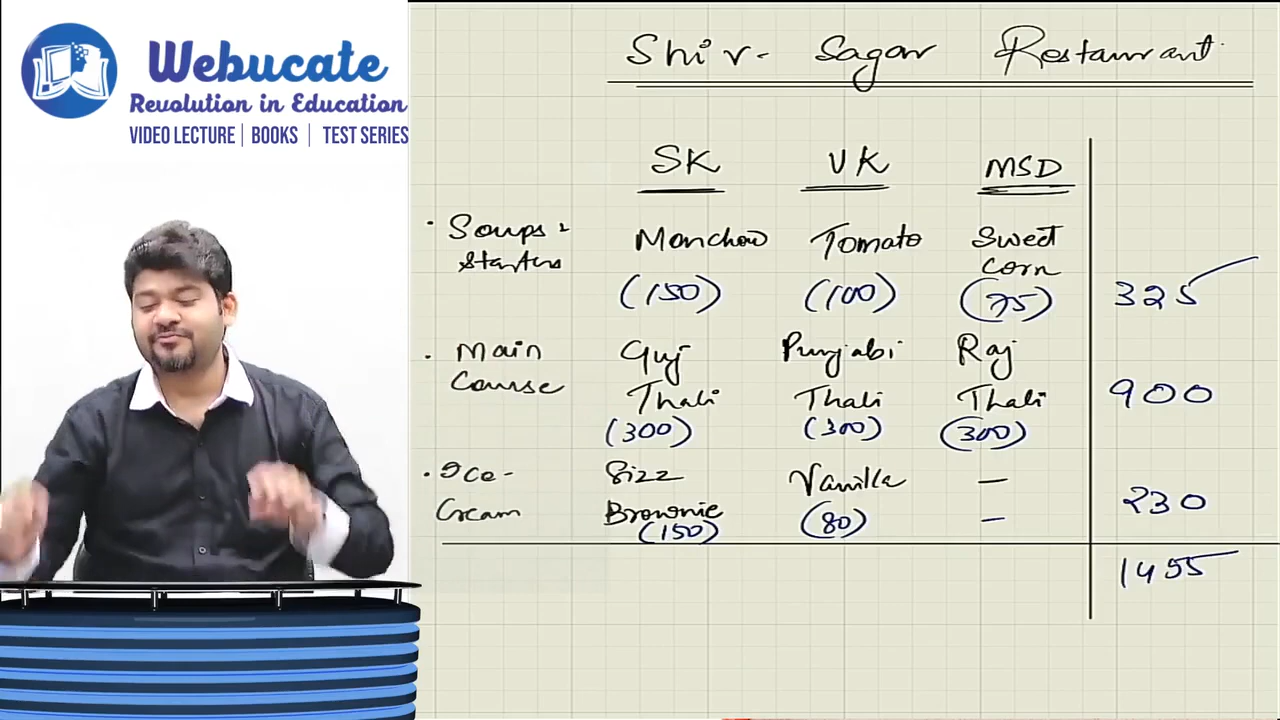 Webucate
Revolution in Education
VIDEO LECTURE | BOOKS | TEST SERIES
Shiv-Sagar Restaurant
SK VK MSD
• Soups & Starters
Manchow Tomato Sweet corn
(150) (100) (75) 325
• Main Course
Guj Thali Punjabi Thali Raj Thali
(300) (300) (300) 900
• Ice-Cream
Sizz Brownie Vanilla —
(150) (80) — 230
1455